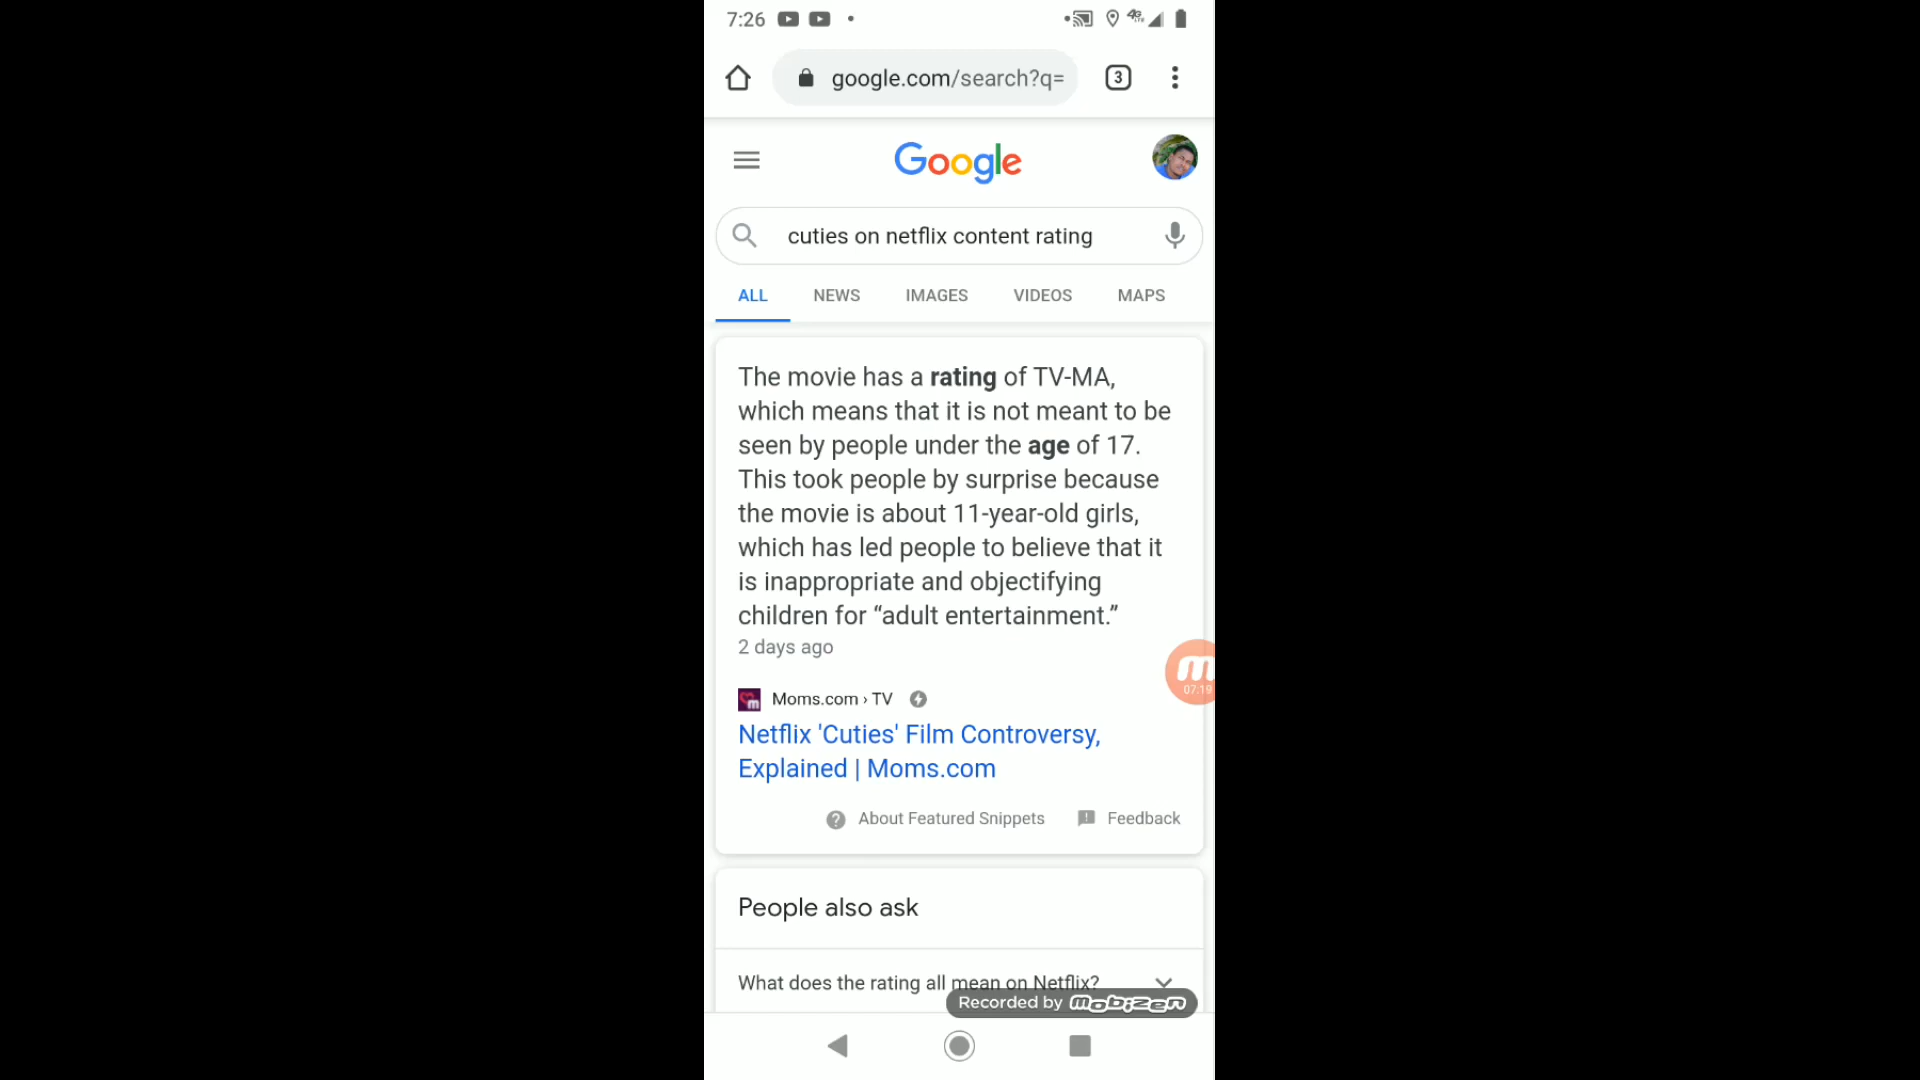 7:26
4G
google.com/search?q=
3
Google
cuties on netflix content rating
ALL NEWS IMAGES VIDEOS MAPS
The movie has a rating of TV-MA,
which means that it is not meant to be
seen by people under the age of 17.
This took people by surprise because
the movie is about 11-year-old girls,
which has led people to believe that it
is inappropriate and objectifying
children for “adult entertainment.”
2 days ago
m
07:19
Moms.com › TV
Netflix 'Cuties' Film Controversy,
Explained | Moms.com
About Featured Snippets Feedback
People also ask
What does the rating all mean on Netflix?
Recorded by mobizen